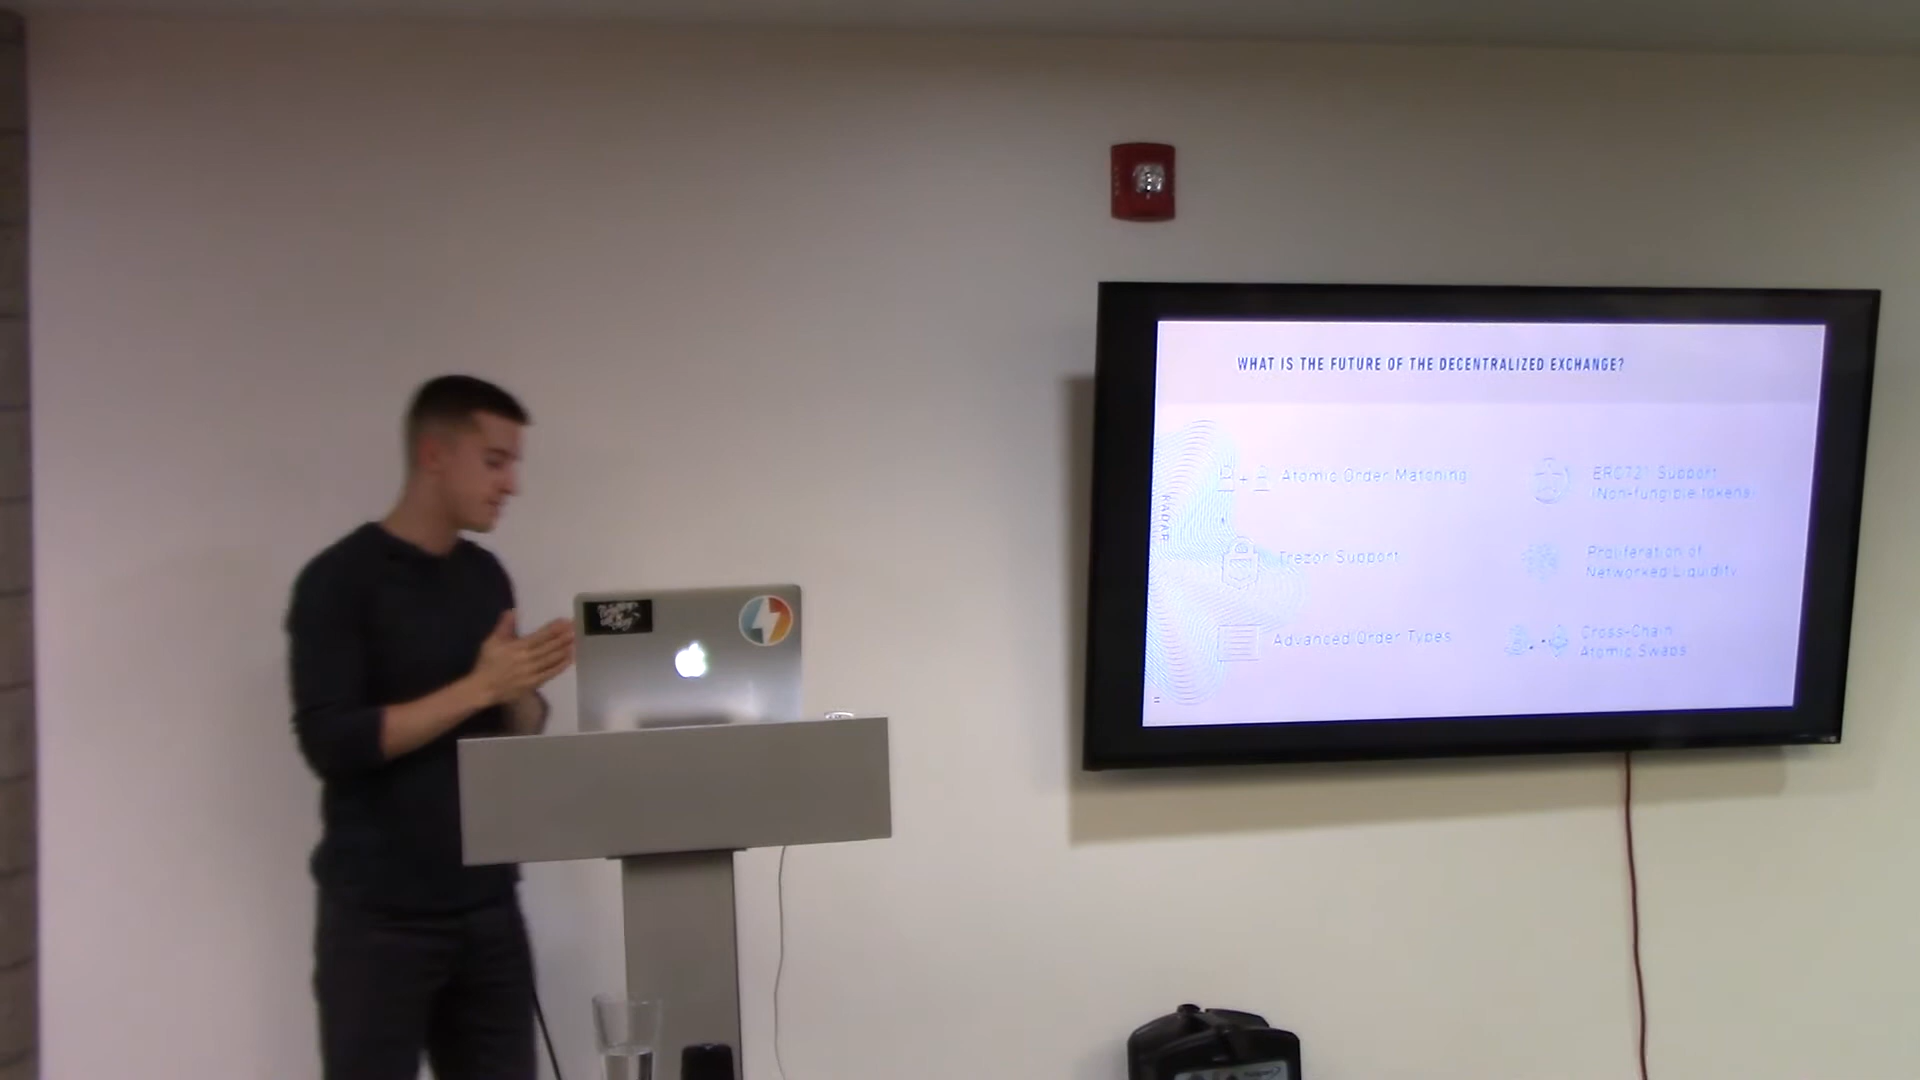 WHAT IS THE FUTURE OF THE DECENTRALIZED EXCHANGE?
Atomic Order Matching
ERC721 Support
(Non-fungible tokens)
Trezor Support
Proliferation of
Networked Liquidity
Advanced Order Types
Cross-Chain
Atomic Swaps
RADAR